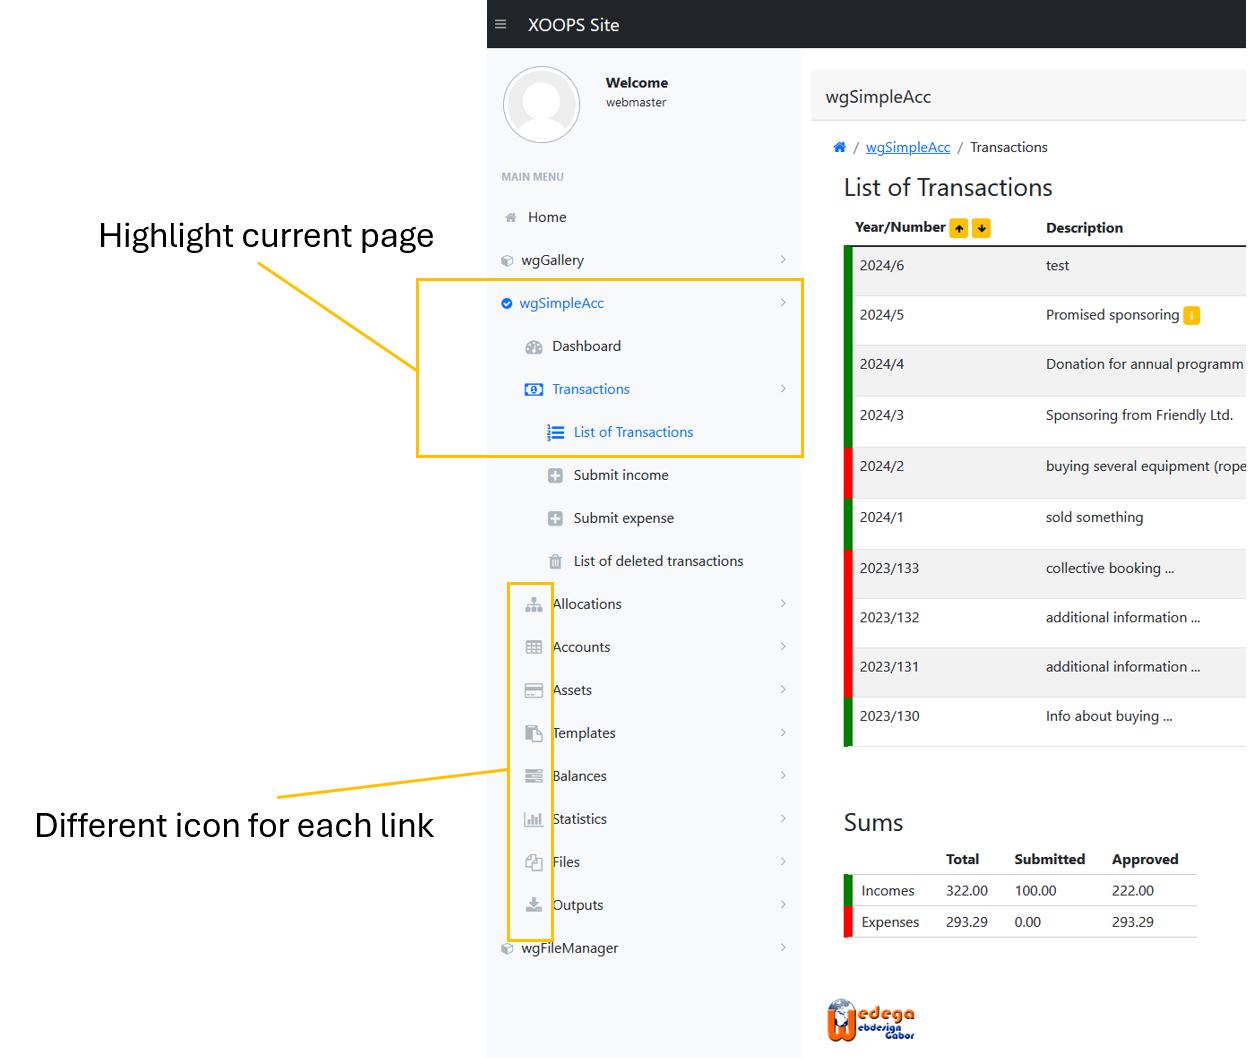 XOOPS Site
Welcome
webmaster
MAIN MENU
Home
wgGallery
wgSimpleAcc
Dashboard
Transactions
List of Transactions
Submit income
Submit expense
List of deleted transactions
Allocations
Accounts
Assets
Templates
Balances
Statistics
Files
Outputs
wgFileManager
Highlight current page
Different icon for each link
wgSimpleAcc
/ wgSimpleAcc / Transactions
List of Transactions
Year/Number Description
2024/6 test
2024/5 Promised sponsoring i
2024/4 Donation for annual programm
2024/3 Sponsoring from Friendly Ltd.
2024/2 buying several equipment (rope
2024/1 sold something
2023/133 collective booking ...
2023/132 additional information ...
2023/131 additional information ...
2023/130 Info about buying ...
Sums
Total Submitted Approved
Incomes 322.00 100.00 222.00
Expenses 293.29 0.00 293.29
Wedega
Webdesign
Gabor